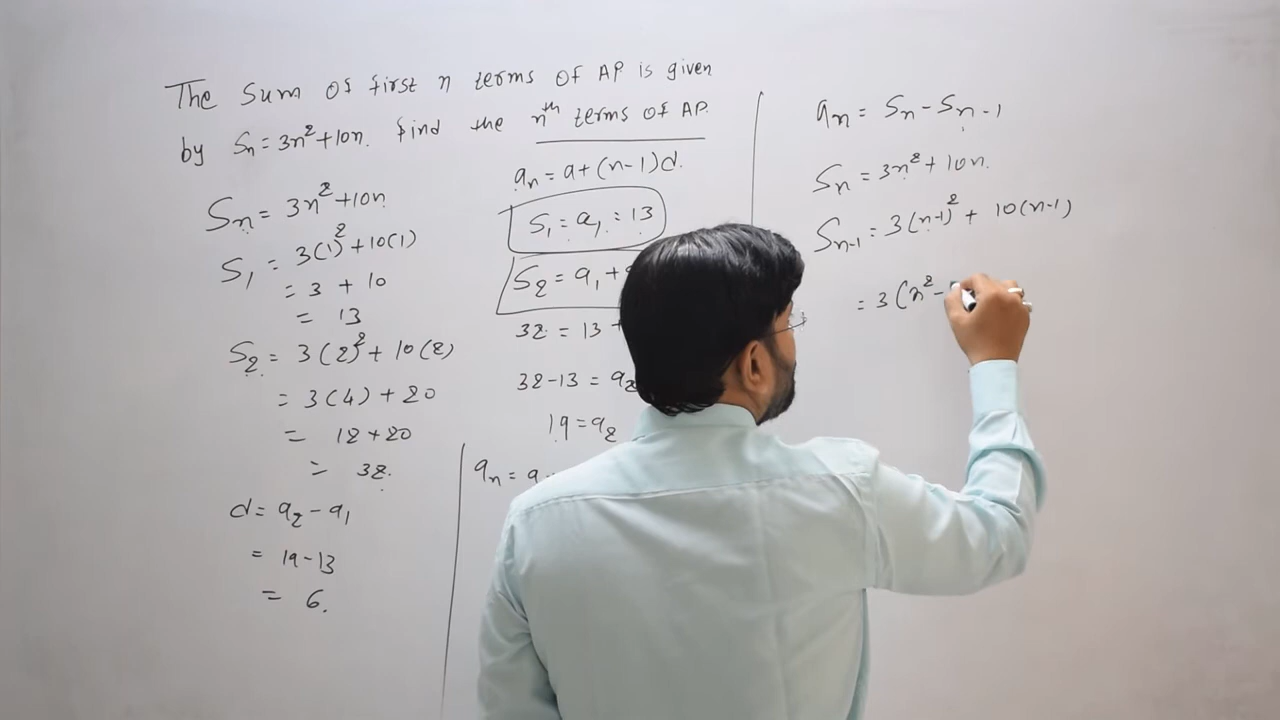 The sum of first n terms of AP is given
by Sn = 3n² + 10n. find the nth terms of AP.
Sn = 3n² + 10n
S1 = 3(1)² + 10(1)
= 3 + 10
= 13
S2 = 3(2)² + 10(2)
= 3(4) + 20
= 12 + 20
= 32.
d = a2 - a1
= 19 - 13
= 6.
an = a + (n-1)d.
S1 = a1 = 13
S2 = a1 +
32 = 13 +
32 - 13 = a2
19 = a2
an = a
an = Sn - Sn-1
Sn = 3n² + 10n.
Sn-1 = 3(n-1)² + 10(n-1)
= 3(n² -